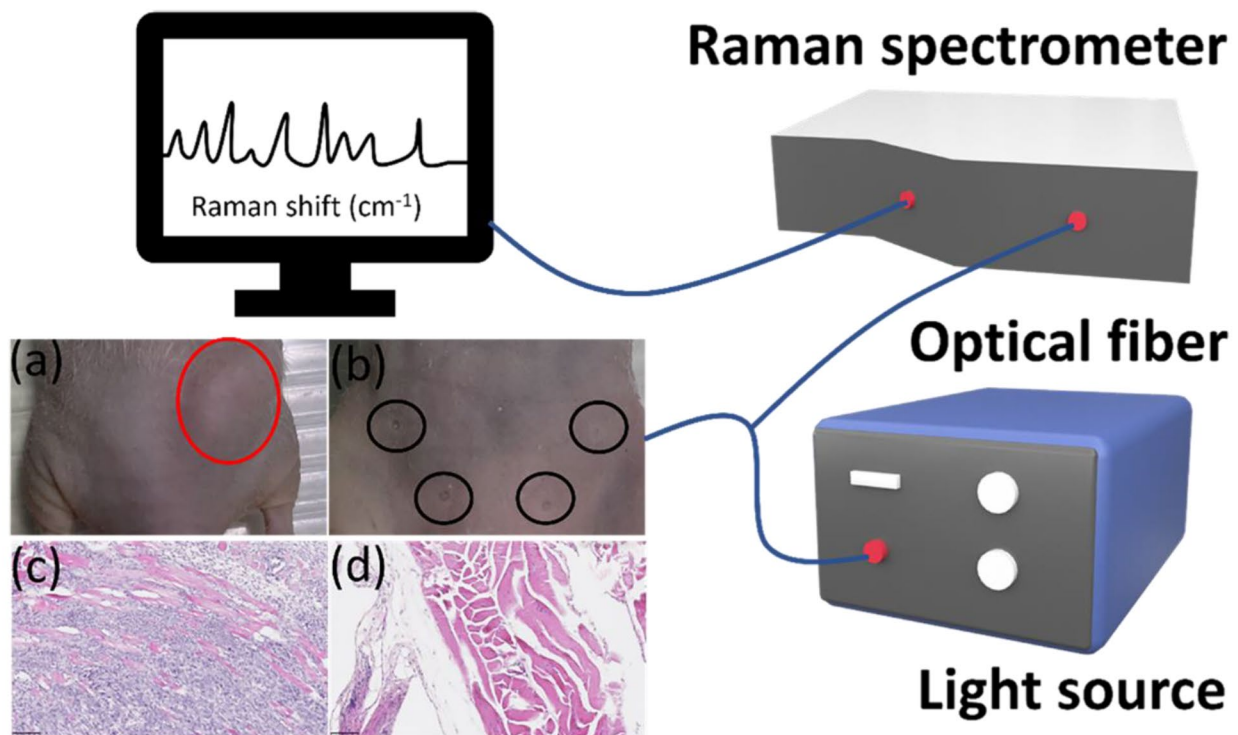 Raman spectrometer
Raman shift (cm⁻¹)
Optical fiber
(a)
(b)
(c)
(d)
Light source